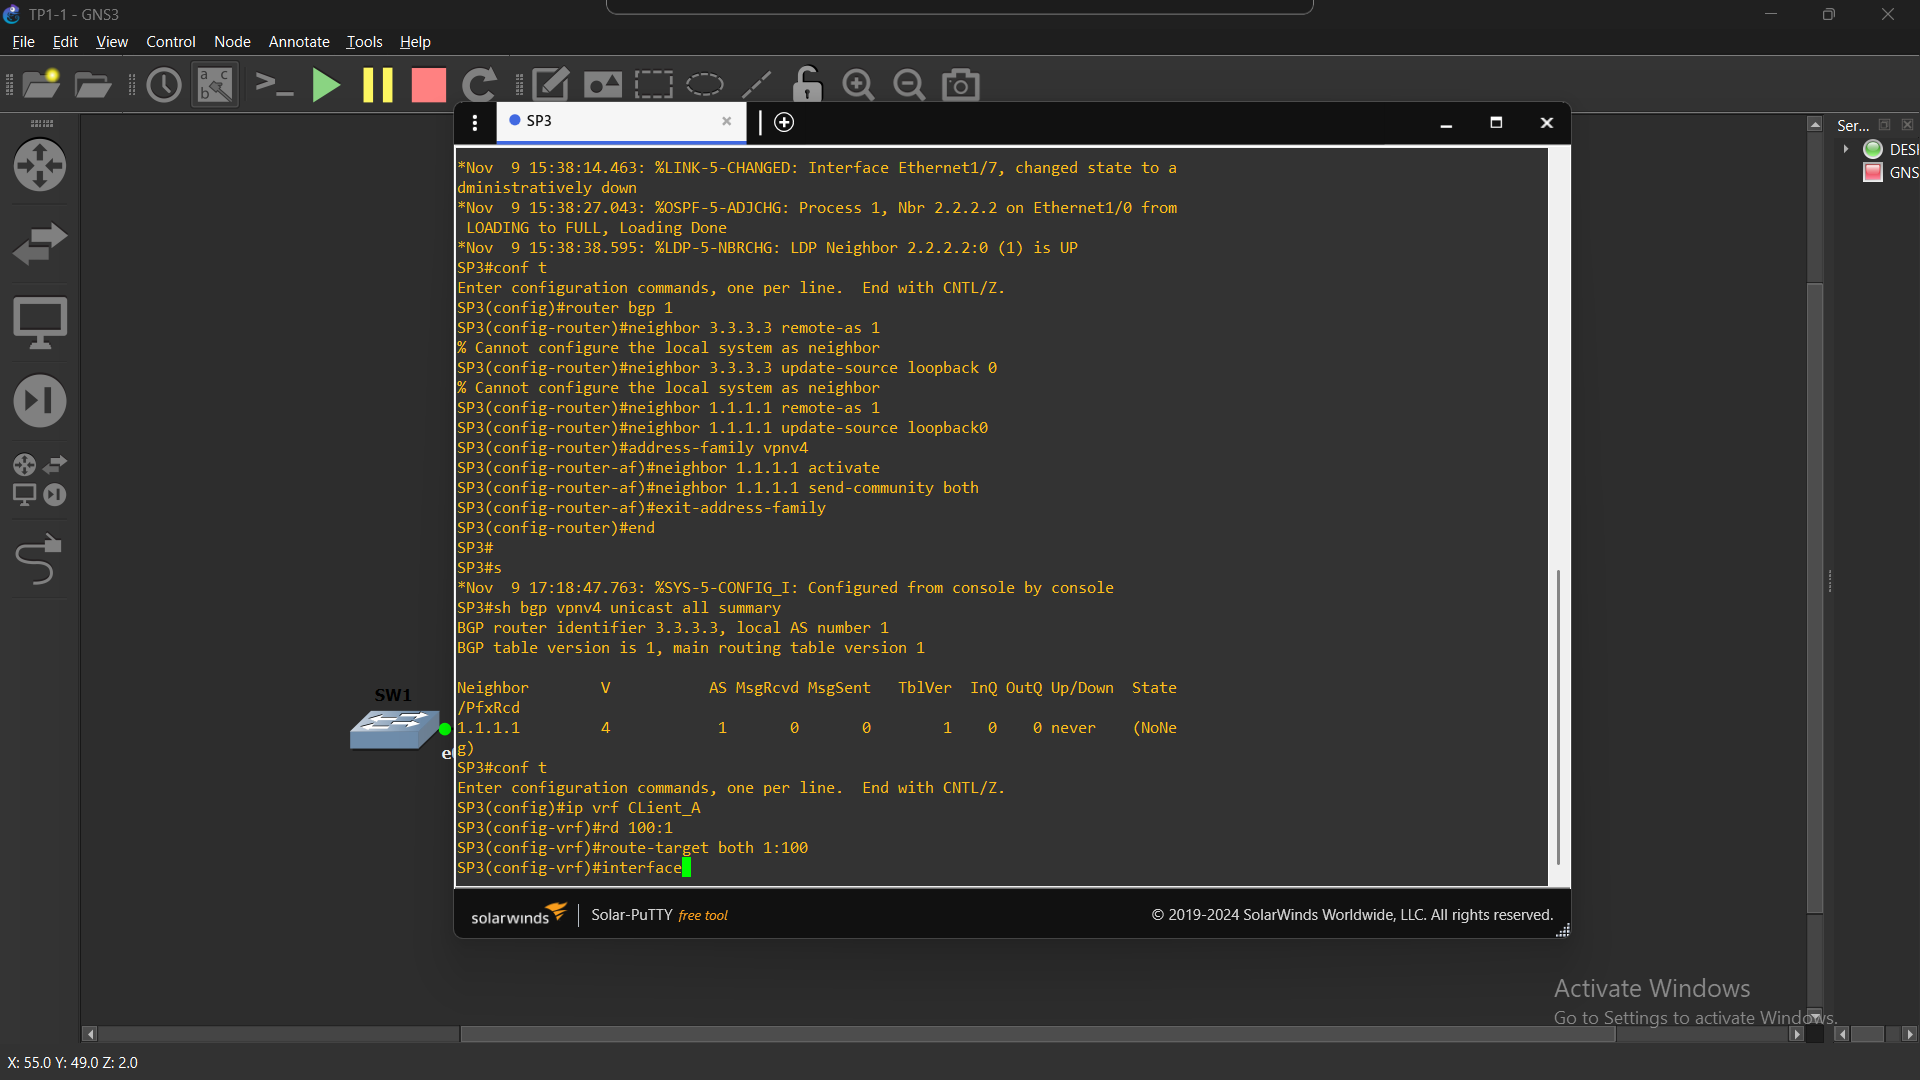 TP1-1 - GNS3
File Edit View Control Node Annotate Tools Help
SP3
Ser...
DESI
GNS
*Nov  9 15:38:14.463: %LINK-5-CHANGED: Interface Ethernet1/7, changed state to a
dministratively down
*Nov  9 15:38:27.043: %OSPF-5-ADJCHG: Process 1, Nbr 2.2.2.2 on Ethernet1/0 from
 LOADING to FULL, Loading Done
*Nov  9 15:38:38.595: %LDP-5-NBRCHG: LDP Neighbor 2.2.2.2:0 (1) is UP
SP3#conf t
Enter configuration commands, one per line.  End with CNTL/Z.
SP3(config)#router bgp 1
SP3(config-router)#neighbor 3.3.3.3 remote-as 1
% Cannot configure the local system as neighbor
SP3(config-router)#neighbor 3.3.3.3 update-source loopback 0
% Cannot configure the local system as neighbor
SP3(config-router)#neighbor 1.1.1.1 remote-as 1
SP3(config-router)#neighbor 1.1.1.1 update-source loopback0
SP3(config-router)#address-family vpnv4
SP3(config-router-af)#neighbor 1.1.1.1 activate
SP3(config-router-af)#neighbor 1.1.1.1 send-community both
SP3(config-router-af)#exit-address-family
SP3(config-router)#end
SP3#
SP3#s
*Nov  9 17:18:47.763: %SYS-5-CONFIG_I: Configured from console by console
SP3#sh bgp vpnv4 unicast all summary
BGP router identifier 3.3.3.3, local AS number 1
BGP table version is 1, main routing table version 1
Neighbor        V           AS MsgRcvd MsgSent   TblVer  InQ OutQ Up/Down  State
/PfxRcd
1.1.1.1         4            1       0       0        1    0    0 never    (NoNe
g)
SP3#conf t
Enter configuration commands, one per line.  End with CNTL/Z.
SP3(config)#ip vrf CLient_A
SP3(config-vrf)#rd 100:1
SP3(config-vrf)#route-target both 1:100
SP3(config-vrf)#interface
SW1
solarwinds Solar-PuTTY free tool © 2019-2024 SolarWinds Worldwide, LLC. All rights reserved.
Activate Windows
Go to Settings to activate Windows.
X: 55.0 Y: 49.0 Z: 2.0